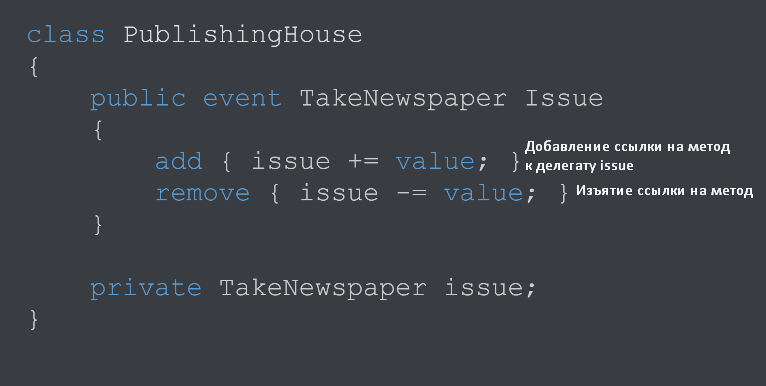 class PublishingHouse
{
public event TakeNewspaper Issue
{
add { issue += value; } Добавление ссылки на метод
к делегату issue
remove { issue -= value; } Изъятие ссылки на метод
}
private TakeNewspaper issue;
}